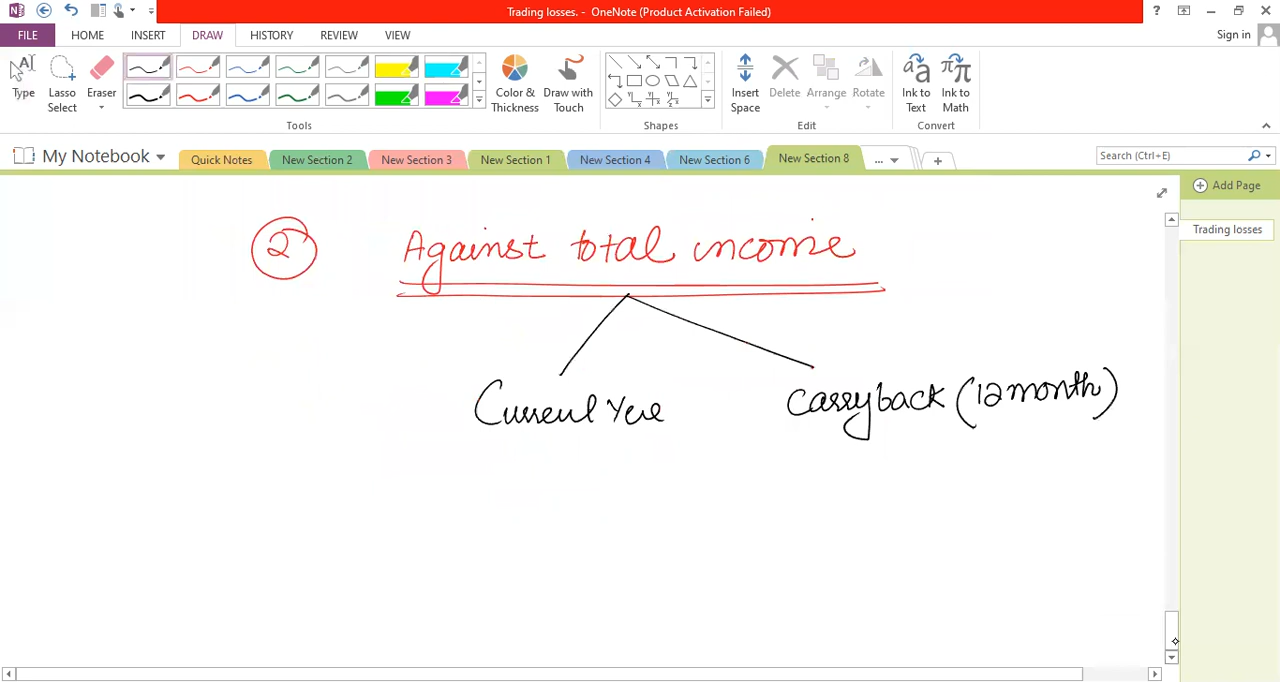 Trading losses. - OneNote (Product Activation Failed)
?
FILE HOME INSERT DRAW HISTORY REVIEW VIEW
Sign in
Type
Lasso Select
Eraser
Color & Thickness
Draw with Touch
Insert Space
Delete
Arrange
Rotate
Ink to Text
Ink to Math
Tools
Shapes
Edit
Convert
My Notebook
Quick Notes
New Section 2
New Section 3
New Section 1
New Section 4
New Section 6
New Section 8
...
Search (Ctrl+E)
Add Page
Trading losses
2 Against total income
Current Yere
Carryback (12 month)